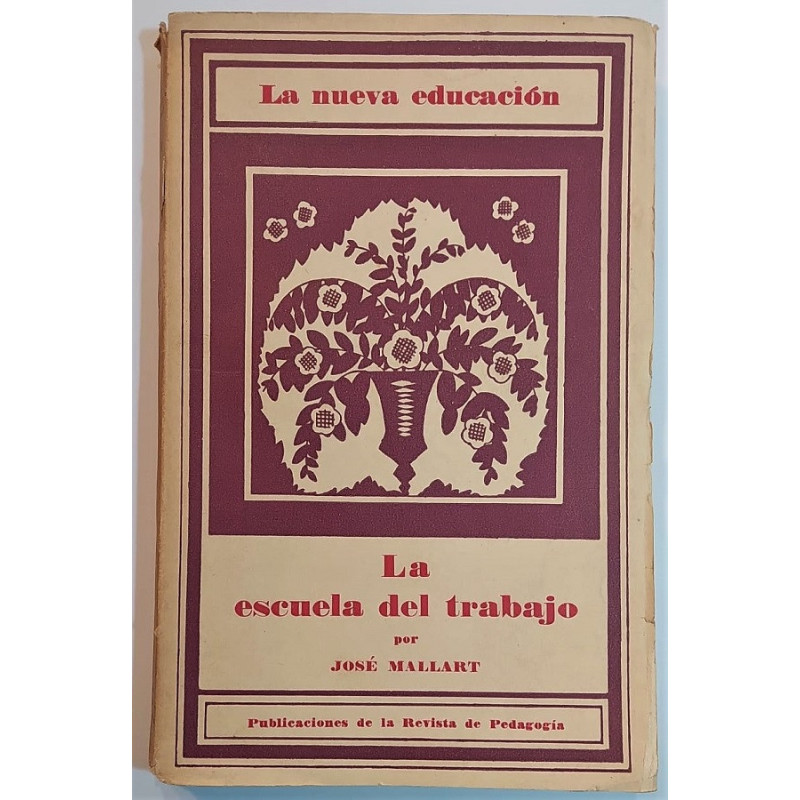 La nueva educación
La
escuela del trabajo
por
JOSÉ MALLART
Publicaciones de la Revista de Pedagogía